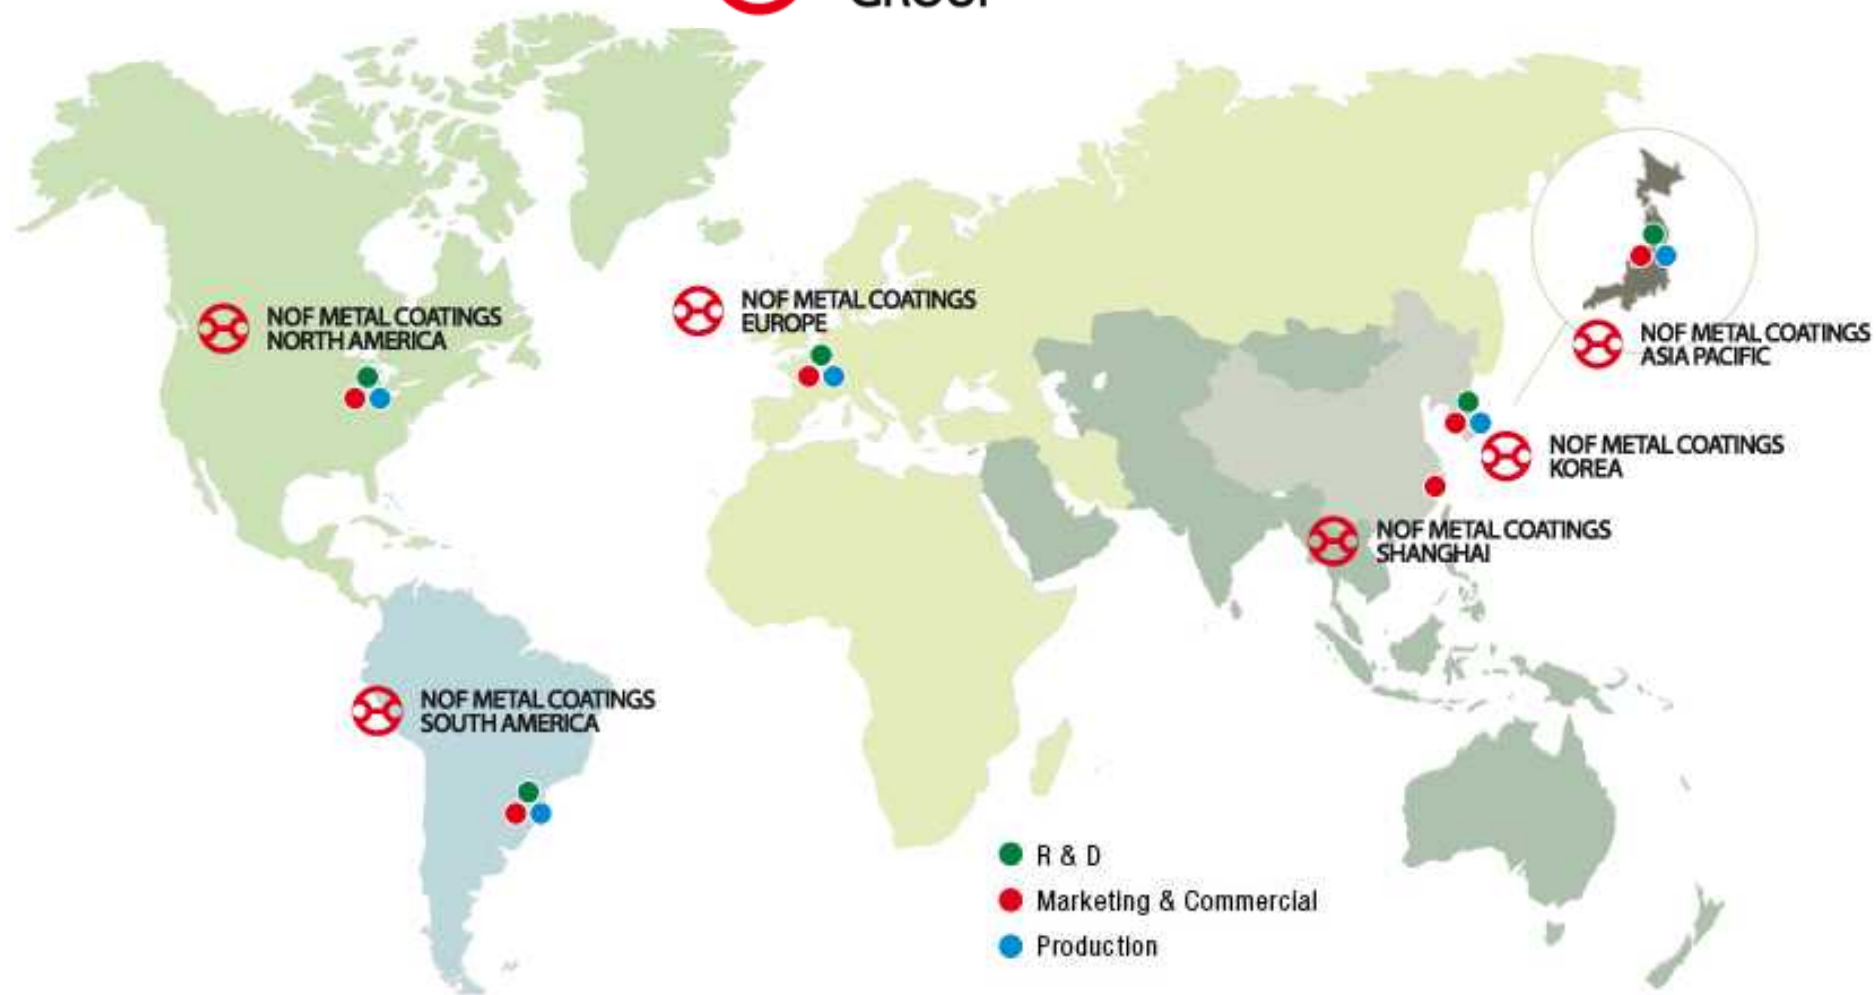 GROUP
NOF METAL COATINGS
NORTH AMERICA
NOF METAL COATINGS
EUROPE
NOF METAL COATINGS
ASIA PACIFIC
NOF METAL COATINGS
KOREA
NOF METAL COATINGS
SHANGHAI
NOF METAL COATINGS
SOUTH AMERICA
R & D
Marketing & Commercial
Production